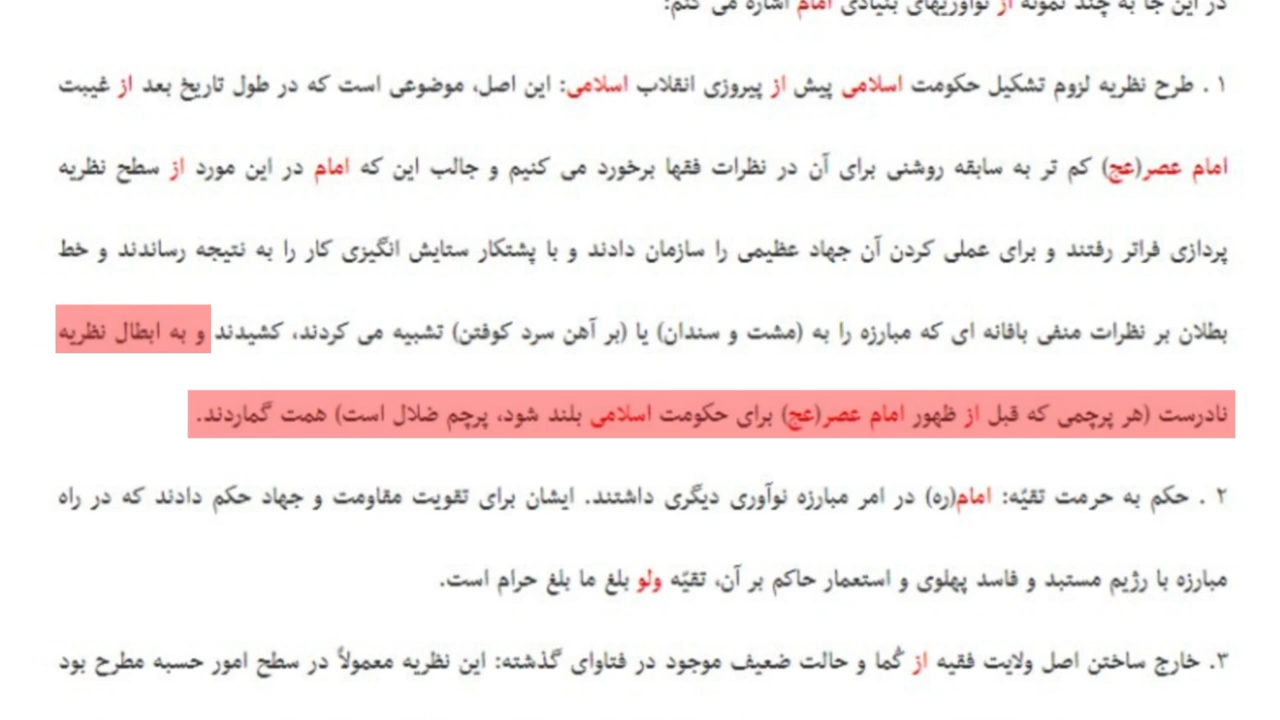 در این جا به چند نمونه از نوآوریهای بنیادی امام اشاره می کنم:
۱ . طرح نظریه لزوم تشکیل حکومت اسلامی پیش از پیروزی انقلاب اسلامی: این اصل، موضوعی است که در طول تاریخ بعد از غیبت
امام عصر(عج) کم تر به سابقه روشنی برای آن در نظرات فقها برخورد می کنیم و جالب این که امام در این مورد از سطح نظریه
پردازی فراتر رفتند و برای عملی کردن آن جهاد عظیمی را سازمان دادند و با پشتکار ستایش انگیزی کار را به نتیجه رساندند و خط
بطلان بر نظرات منفی بافانه ای که مبارزه را به (مشت و سندان) یا (بر آهن سرد کوفتن) تشبیه می کردند، کشیدند و به ابطال نظریه
نادرست (هر پرچمی که قبل از ظهور امام عصر(عج) برای حکومت اسلامی بلند شود، پرچم ضلال است) همت گماردند.
۲ . حکم به حرمت تقیّه: امام(ره) در امر مبارزه نوآوری دیگری داشتند. ایشان برای تقویت مقاومت و جهاد حکم دادند که در راه
مبارزه با رژیم مستبد و فاسد پهلوی و استعمار حاکم بر آن، تقیّه ولو بلغ ما بلغ حرام است.
۳. خارج ساختن اصل ولایت فقیه از کُما و حالت ضعیف موجود در فتاوای گذشته: این نظریه معمولاً در سطح امور حسبه مطرح بود